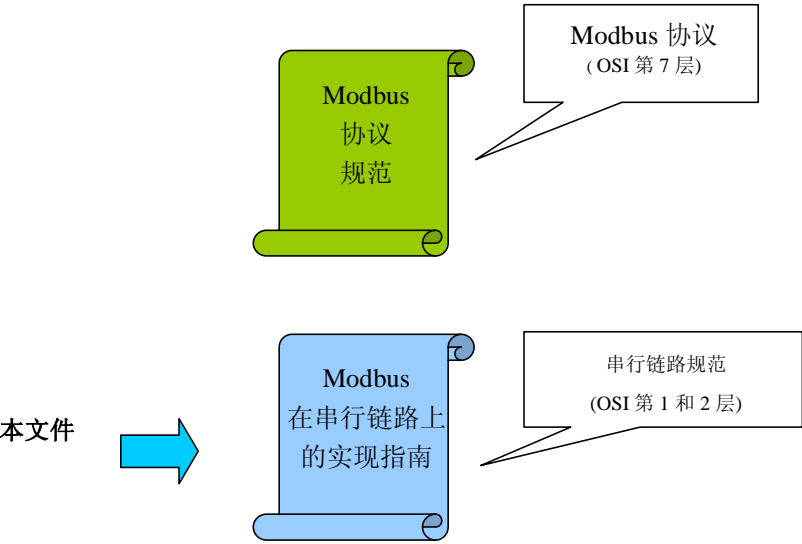 Modbus 协议
( OSI 第 7 层)
Modbus
协议
规范
串行链路规范
(OSI 第 1 和 2 层)
Modbus
在串行链路上
的实现指南
本文件